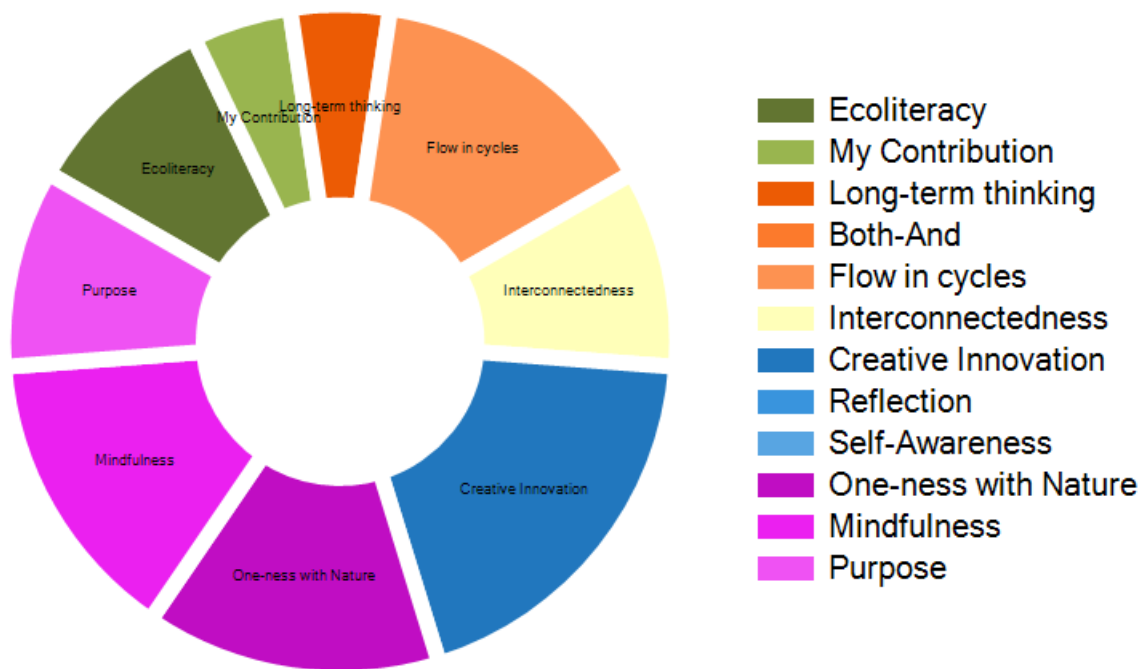 Long-term thinking
My Contribution
Flow in cycles
Ecoliteracy
Purpose
Interconnectedness
Mindfulness
Creative Innovation
One-ness with Nature
Ecoliteracy
My Contribution
Long-term thinking
Both-And
Flow in cycles
Interconnectedness
Creative Innovation
Reflection
Self-Awareness
One-ness with Nature
Mindfulness
Purpose